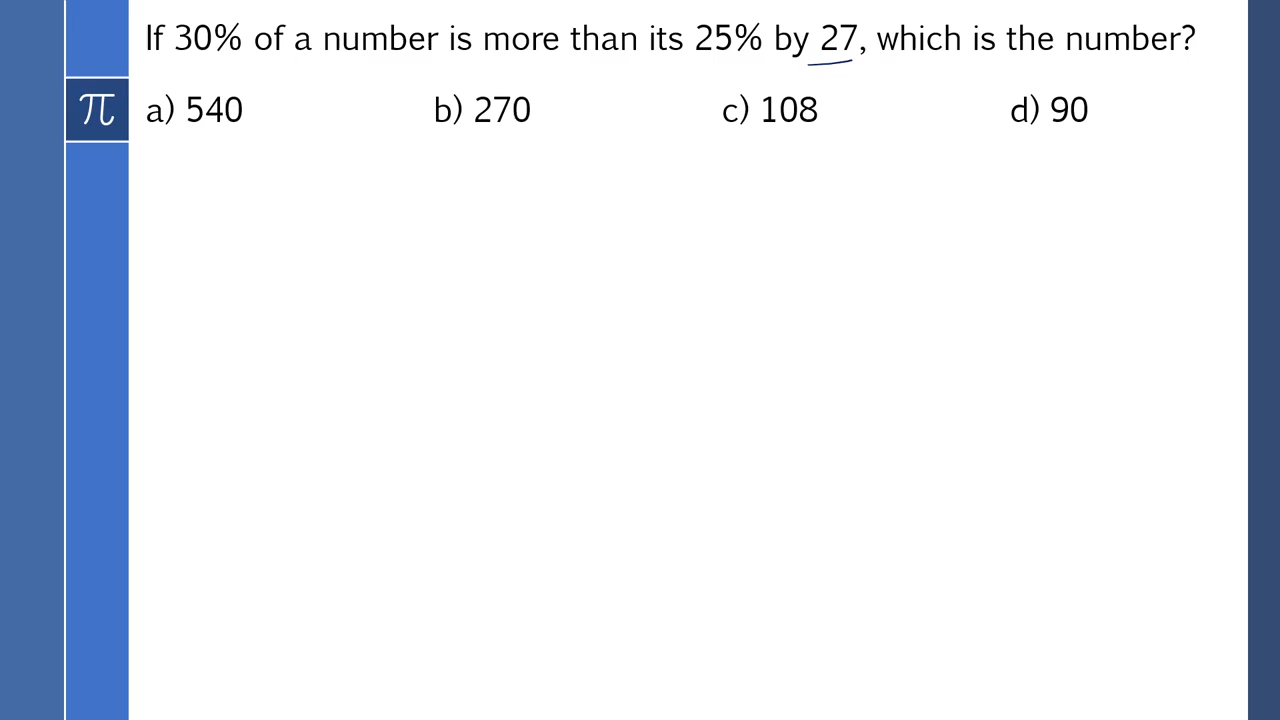 If 30% of a number is more than its 25% by 27, which is the number?
π a) 540 b) 270 c) 108 d) 90